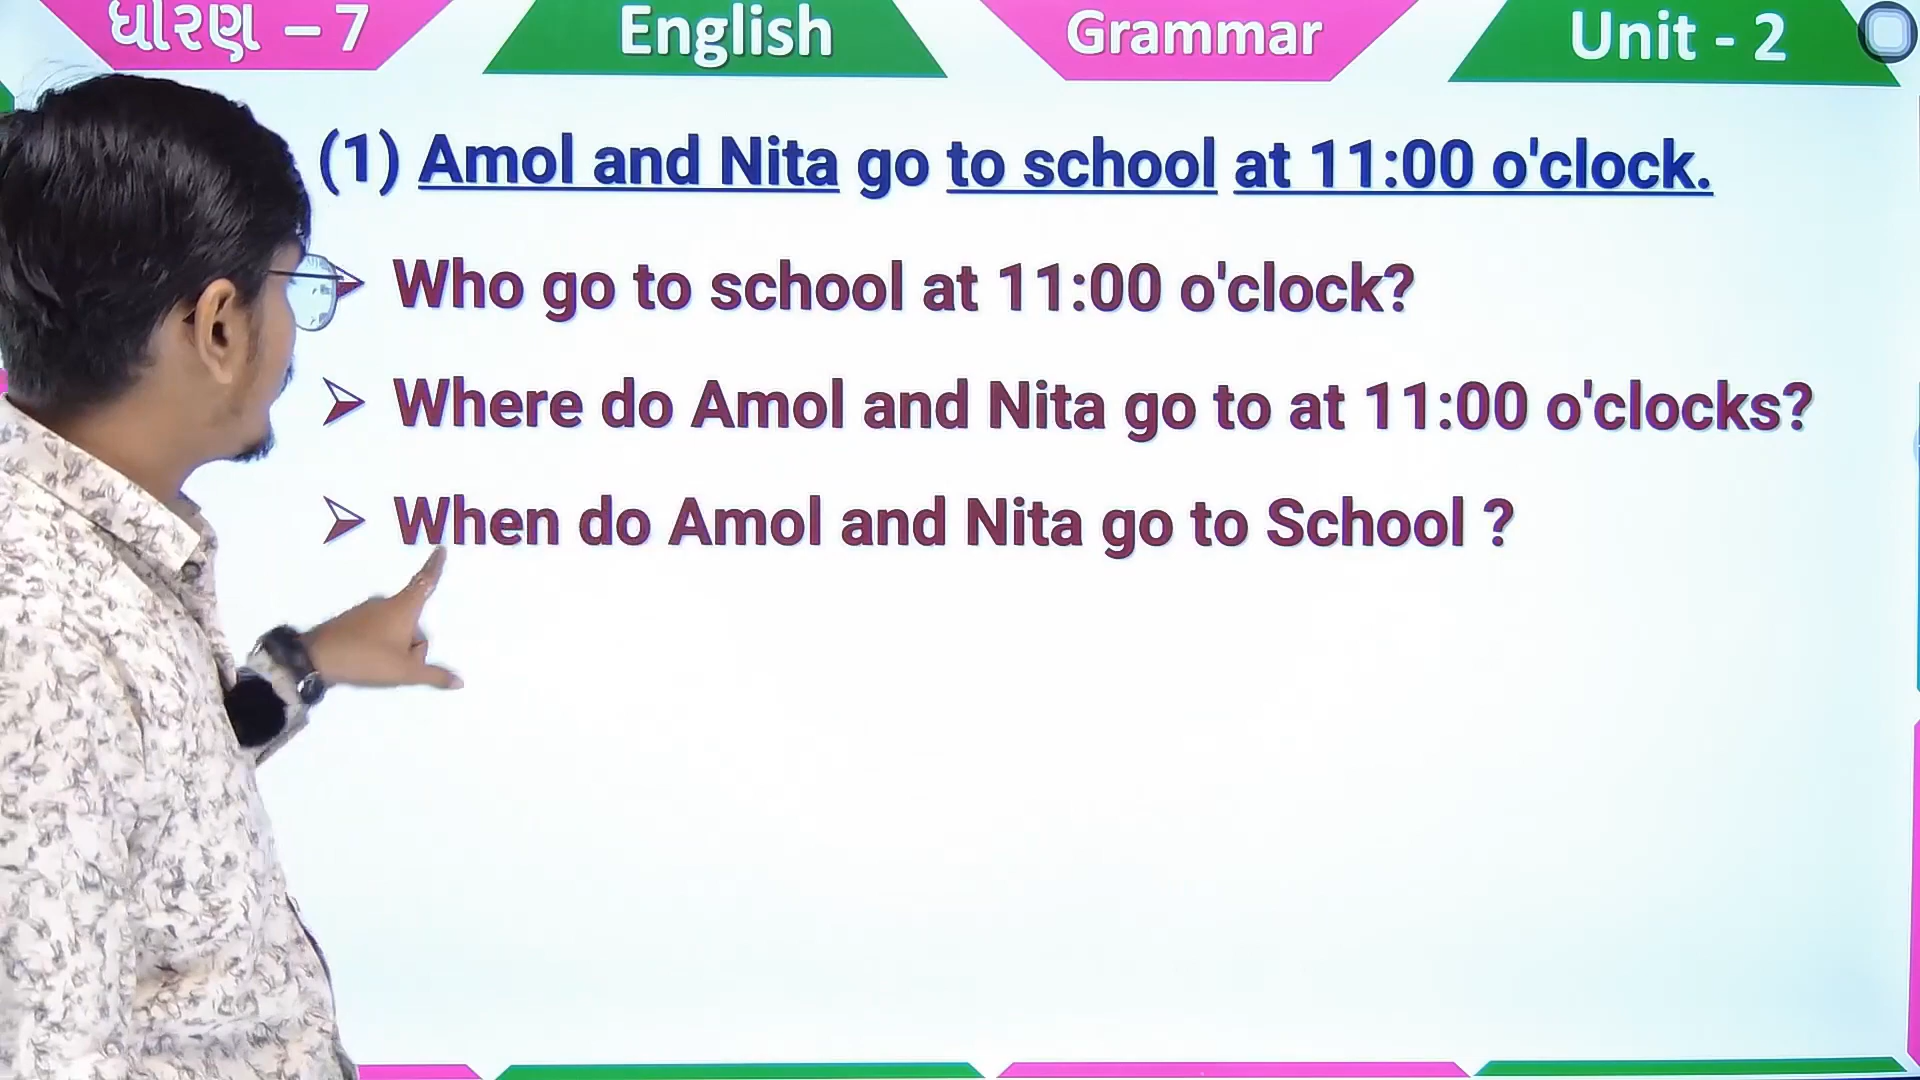 ધોરણ – 7
English
Grammar
Unit - 2
(1) Amol and Nita go to school at 11:00 o'clock.
Who go to school at 11:00 o'clock?
Where do Amol and Nita go to at 11:00 o'clocks?
When do Amol and Nita go to School ?